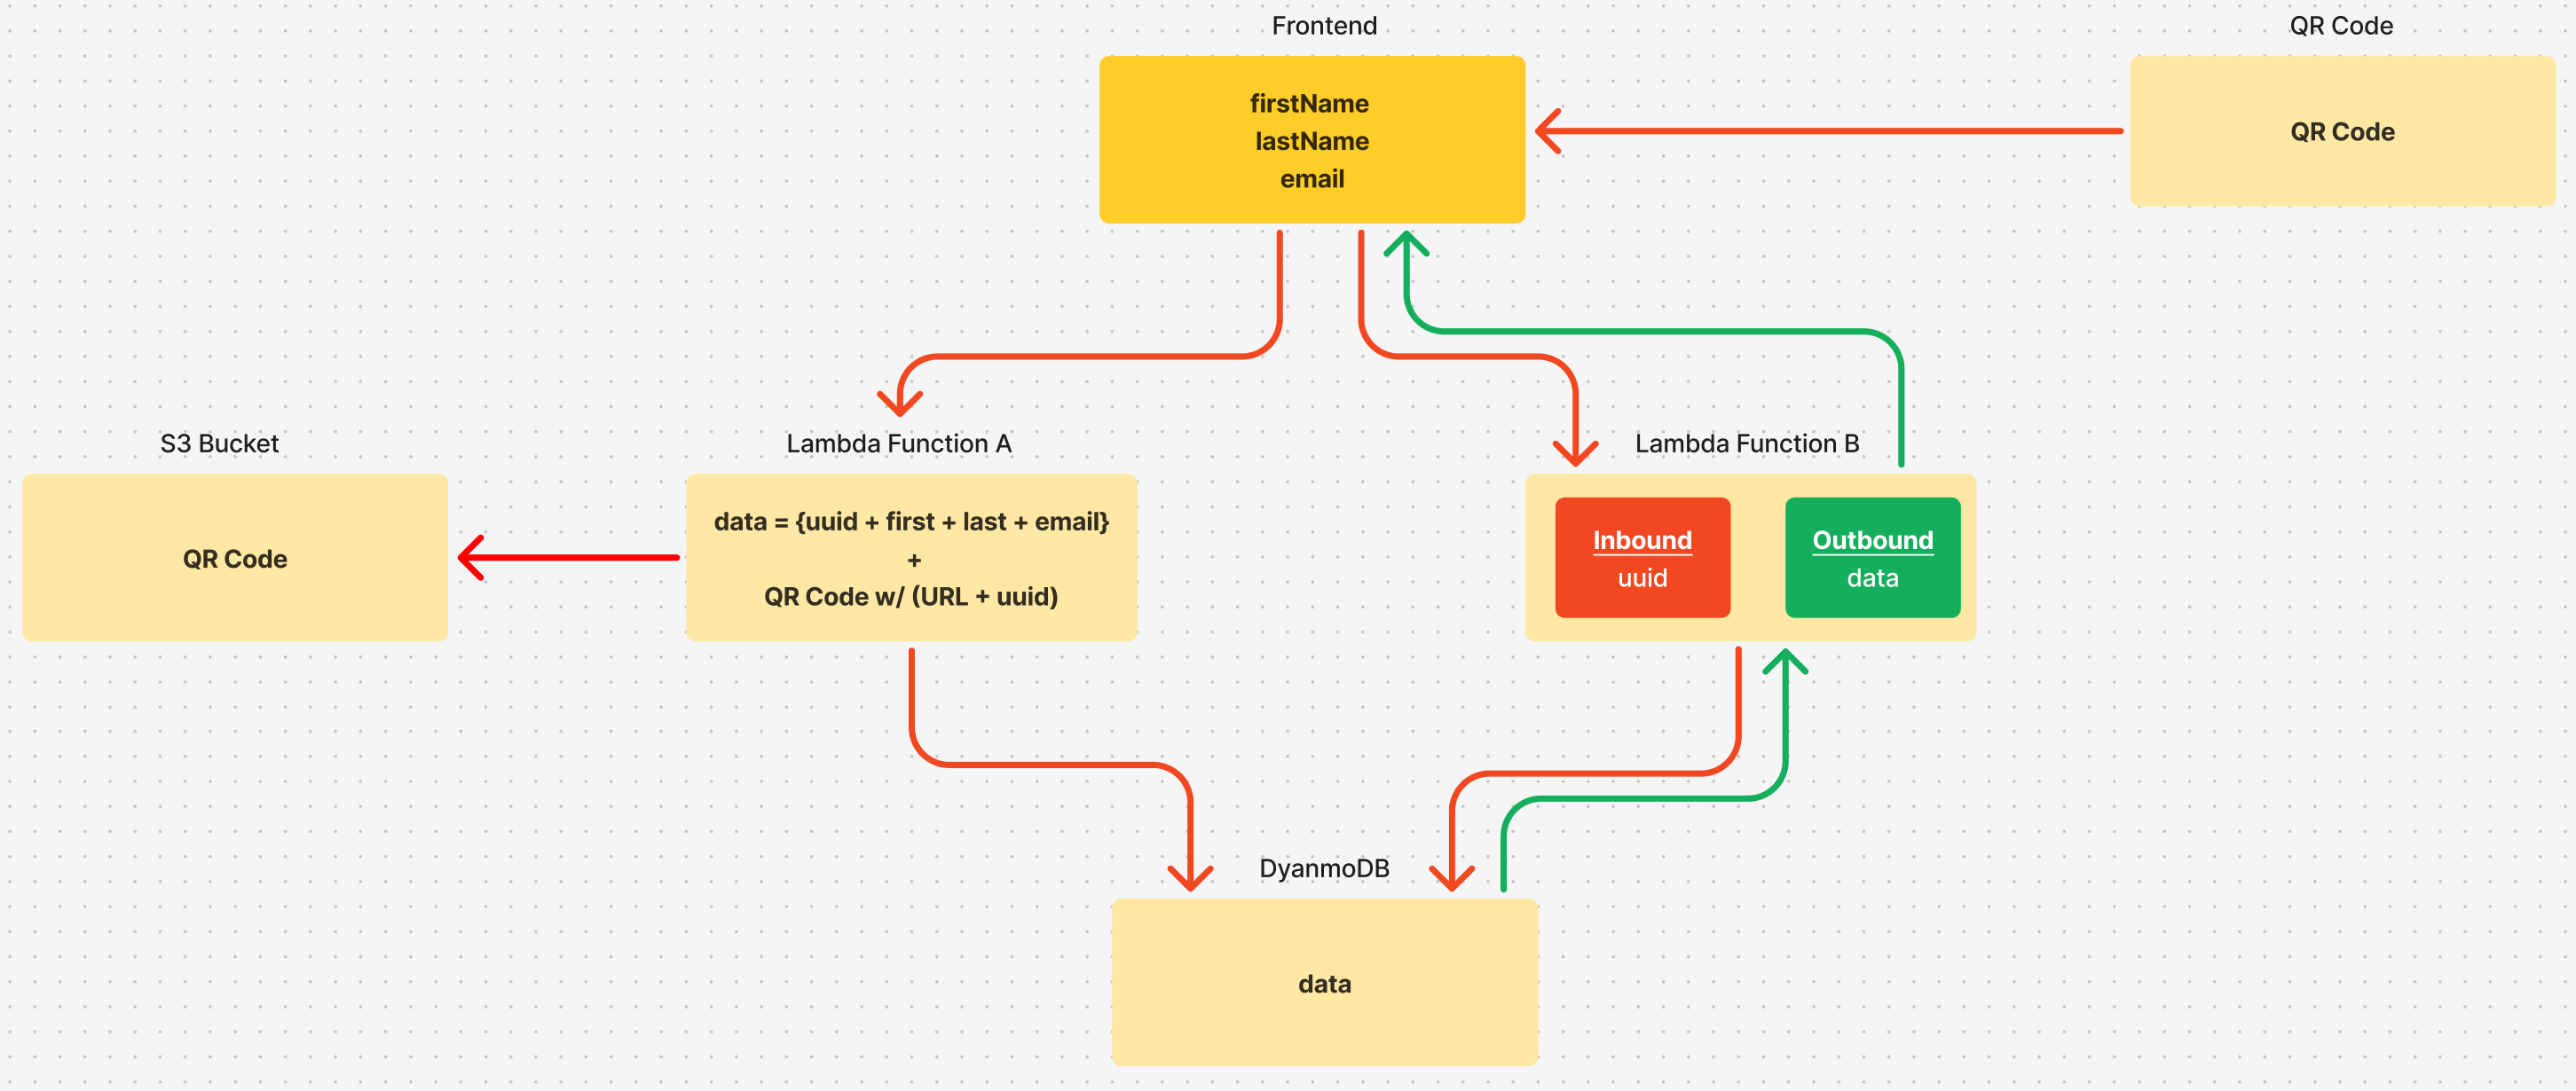 Frontend
QR Code
firstName
lastName
email
QR Code
S3 Bucket
Lambda Function A
Lambda Function B
QR Code
data = {uuid + first + last + email}
+
QR Code w/ (URL + uuid)
Inbound
uuid
Outbound
data
DyanmoDB
data